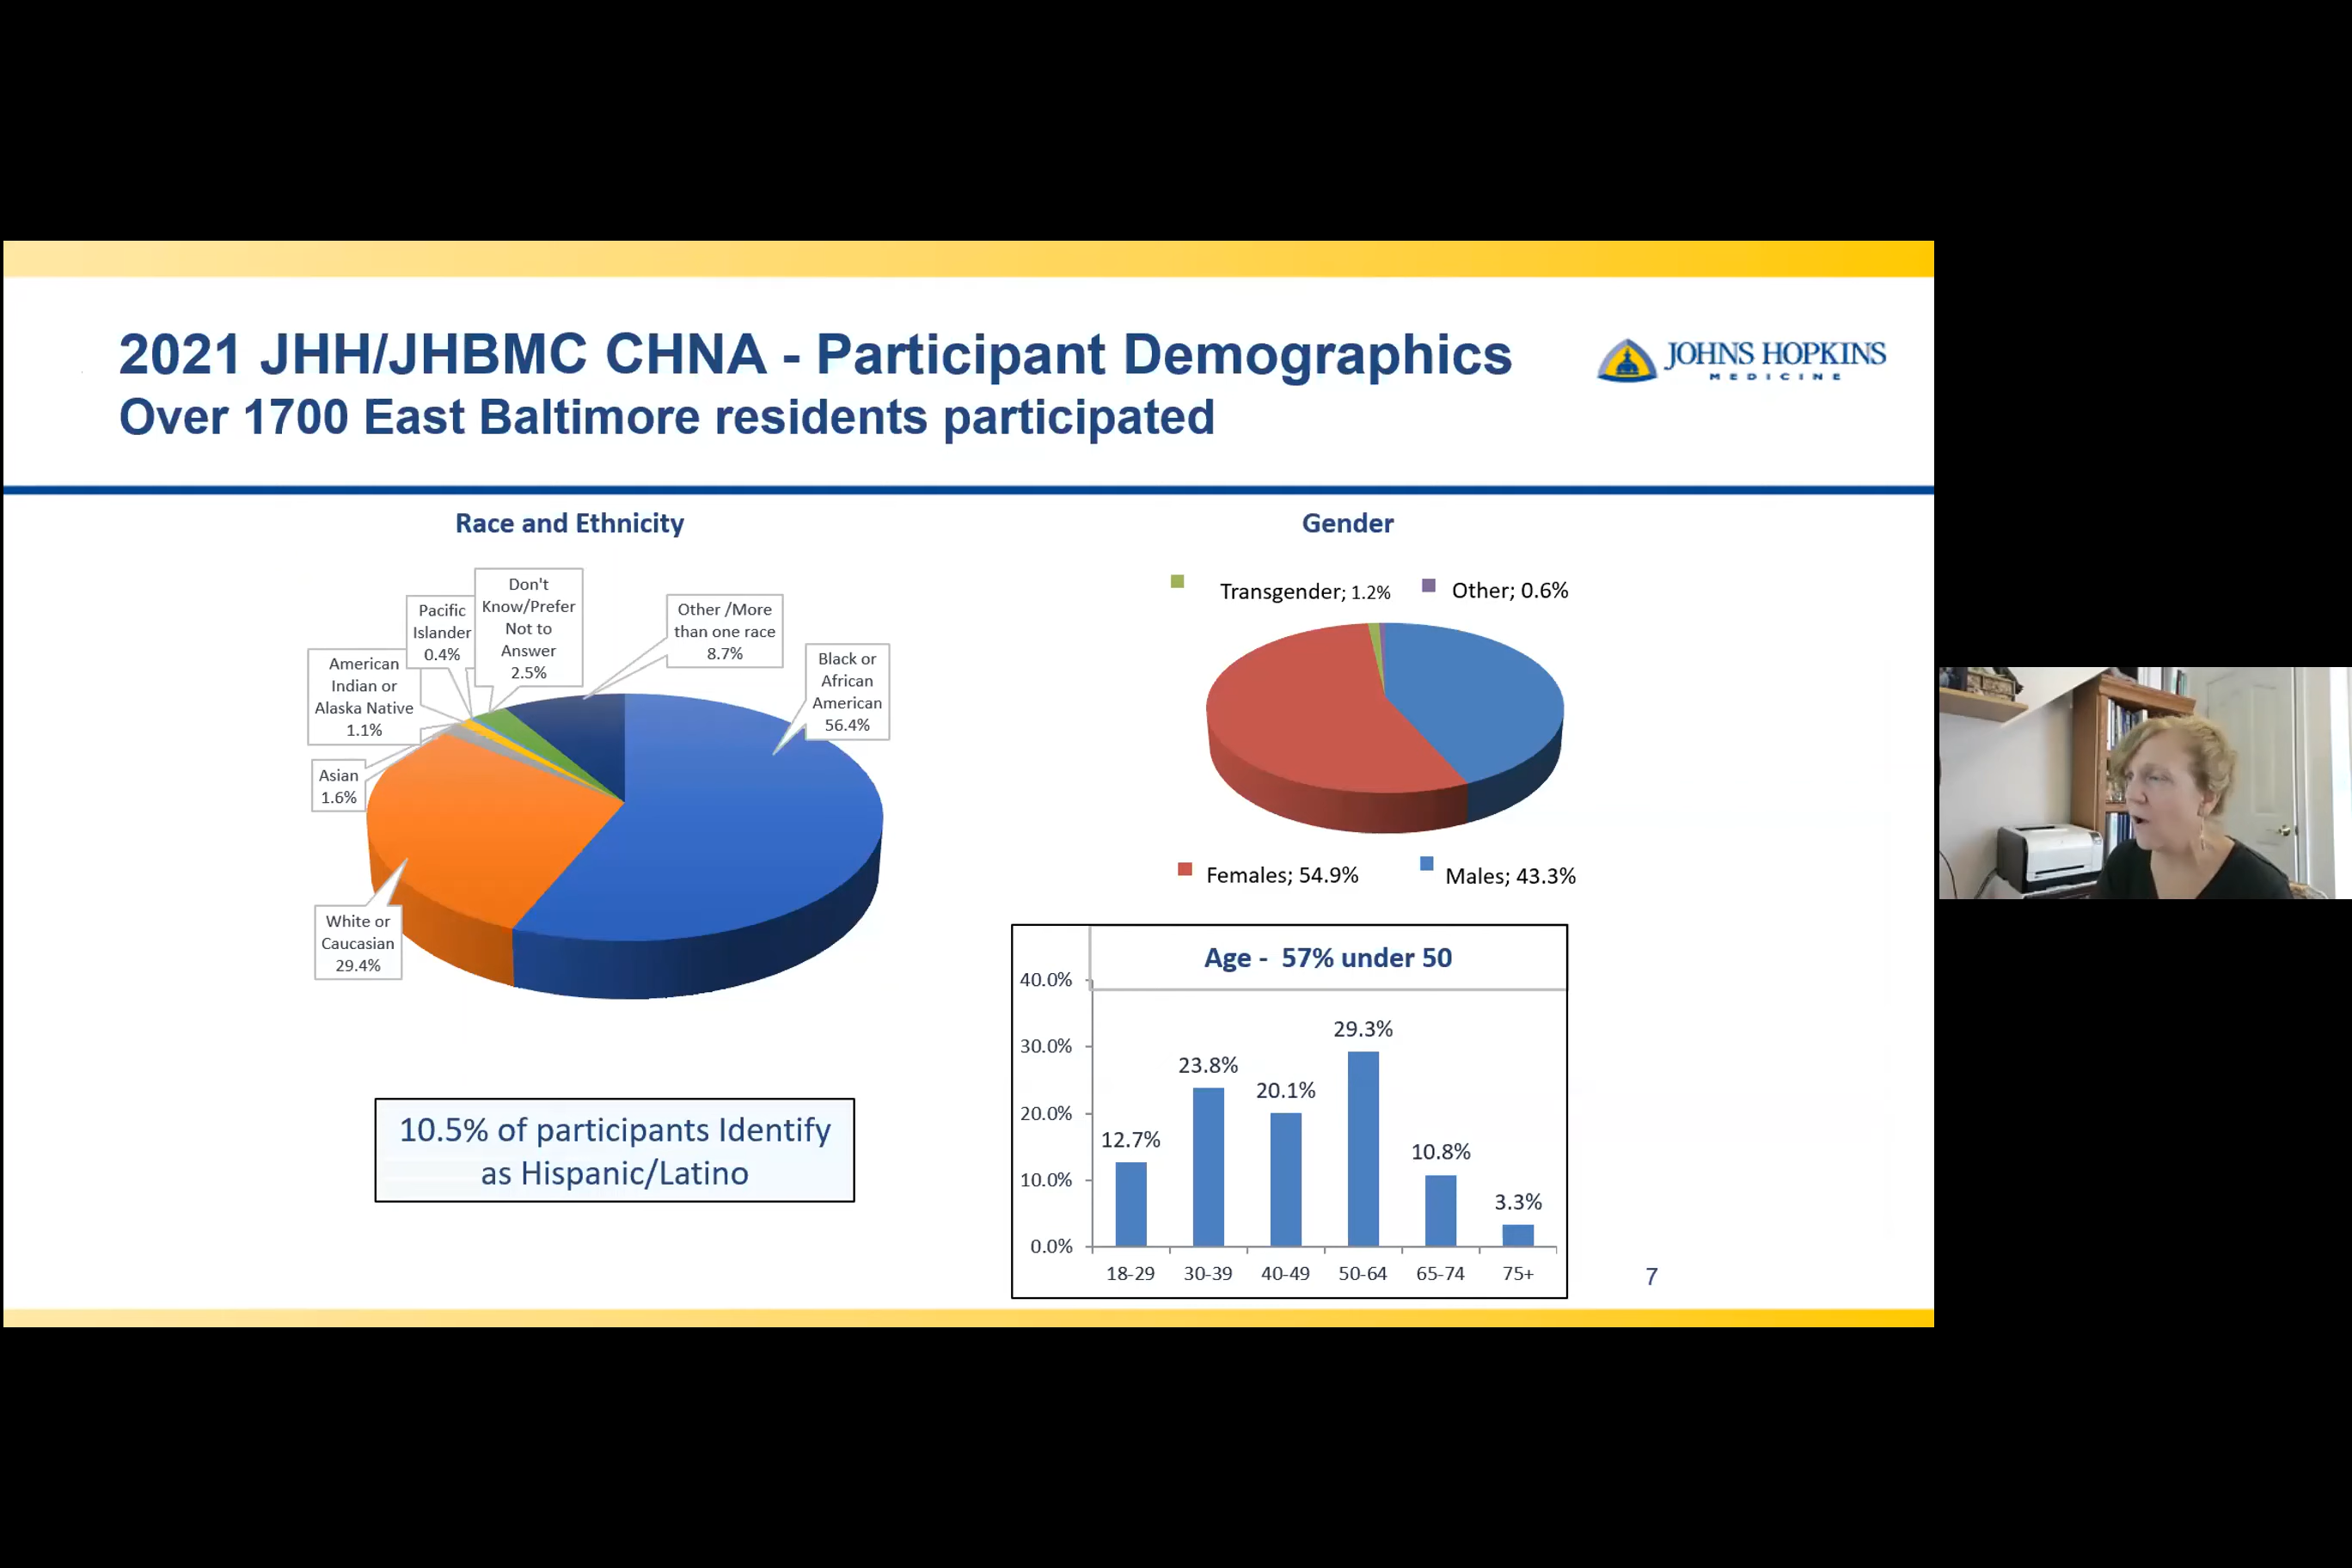 2021 JHH/JHBMC CHNA - Participant Demographics
Over 1700 East Baltimore residents participated
JOHNS HOPKINS
MEDICINE
Race and Ethnicity
Don't
Know/Prefer
Not to
Answer
2.5%
Pacific
Islander
0.4%
American
Indian or
Alaska Native
1.1%
Asian
1.6%
White or
Caucasian
29.4%
Other /More
than one race
8.7%
Black or
African
American
56.4%
10.5% of participants Identify
as Hispanic/Latino
Gender
Transgender; 1.2%
Other; 0.6%
Females; 54.9%
Males; 43.3%
Age - 57% under 50
40.0%
30.0%
20.0%
10.0%
0.0%
12.7%
23.8%
20.1%
29.3%
10.8%
3.3%
18-29
30-39
40-49
50-64
65-74
75+
7